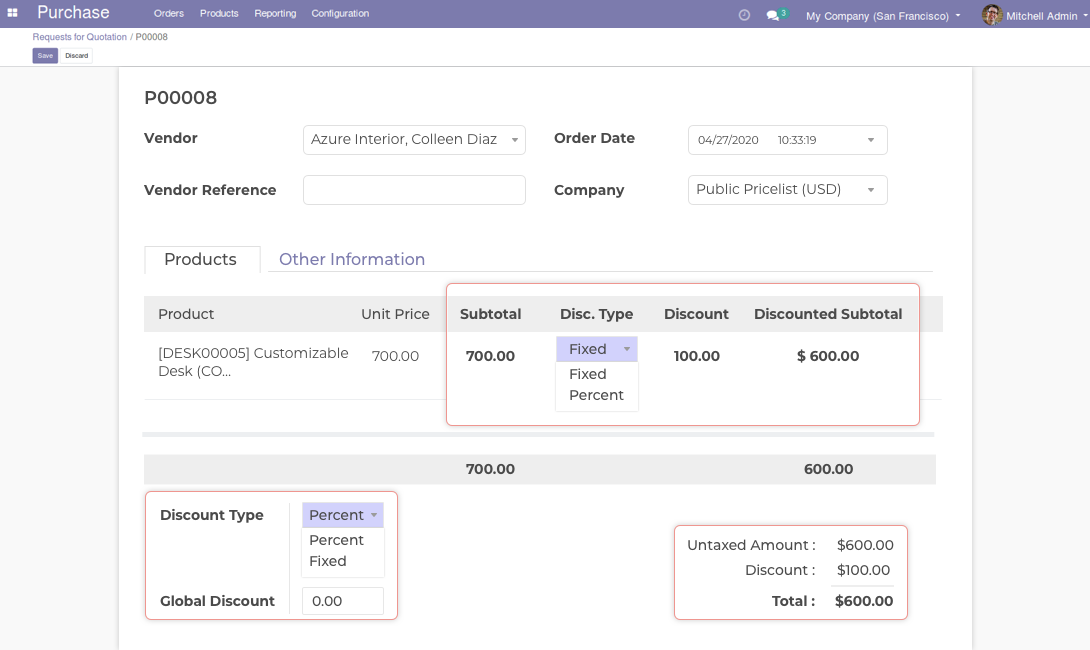 Purchase Orders Products Reporting Configuration 3 My Company (San Francisco) Mitchell Admin
Requests for Quotation / P00008
Save Discard
P00008
Vendor Azure Interior, Colleen Diaz Order Date 04/27/2020 10:33:19
Vendor Reference Company Public Pricelist (USD)
Products Other Information
Product Unit Price Subtotal Disc. Type Discount Discounted Subtotal
[DESK00005] Customizable 700.00 700.00 Fixed 100.00 $ 600.00
Desk (CO...
Fixed
Percent
700.00 600.00
Discount Type Percent
Percent
Fixed
Global Discount 0.00
Untaxed Amount : $600.00
Discount : $100.00
Total : $600.00